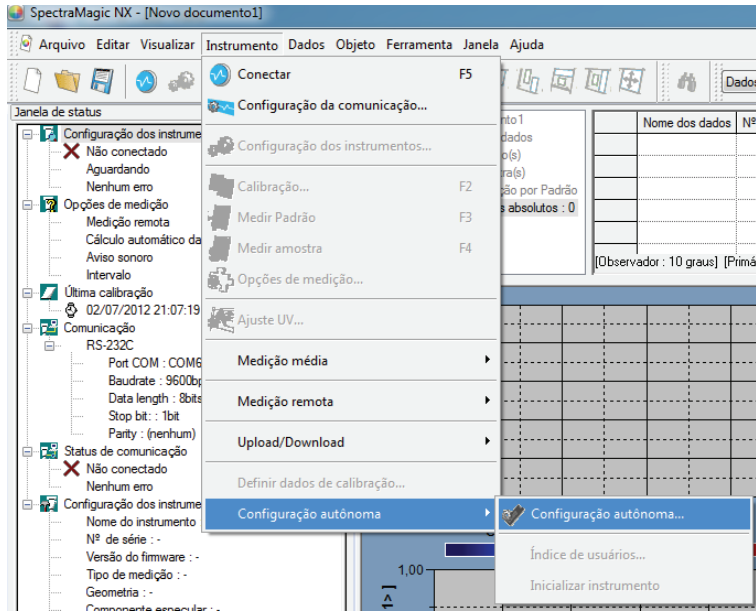 SpectraMagic NX - [Novo documento1]
Arquivo Editar Visualizar Instrumento Dados Objeto Ferramenta Janela Ajuda
Dados
Janela de status
Configuração dos instrume
Não conectado
Aguardando
Nenhum erro
Opções de medição
Medição remota
Cálculo automático da
Aviso sonoro
Intervalo
Última calibração
02/07/2012 21:07:19
Comunicação
RS-232C
Port COM : COM6
Baudrate : 9600bp
Data length : 8bits
Stop bit: : 1bit
Parity : (nenhum)
Status de comunicação
Não conectado
Nenhum erro
Configuração dos instrume
Nome do instrumento
Nº de série : -
Versão do firmware : -
Tipo de medição : -
Geometria : -
Componente especular : -
Conectar F5
Configuração da comunicação...
Configuração dos instrumentos...
Calibração... F2
Medir Padrão F3
Medir amostra F4
Opções de medição...
Ajuste UV...
Medição média
Medição remota
Upload/Download
Definir dados de calibração...
Configuração autônoma
Configuração autônoma...
Índice de usuários...
Inicializar instrumento
nto1
dados
o(s)
ra(s)
ção por Padrão
s absolutos : 0
Nome dos dados Nº
[Observador : 10 graus] [Primá
1,00
1>